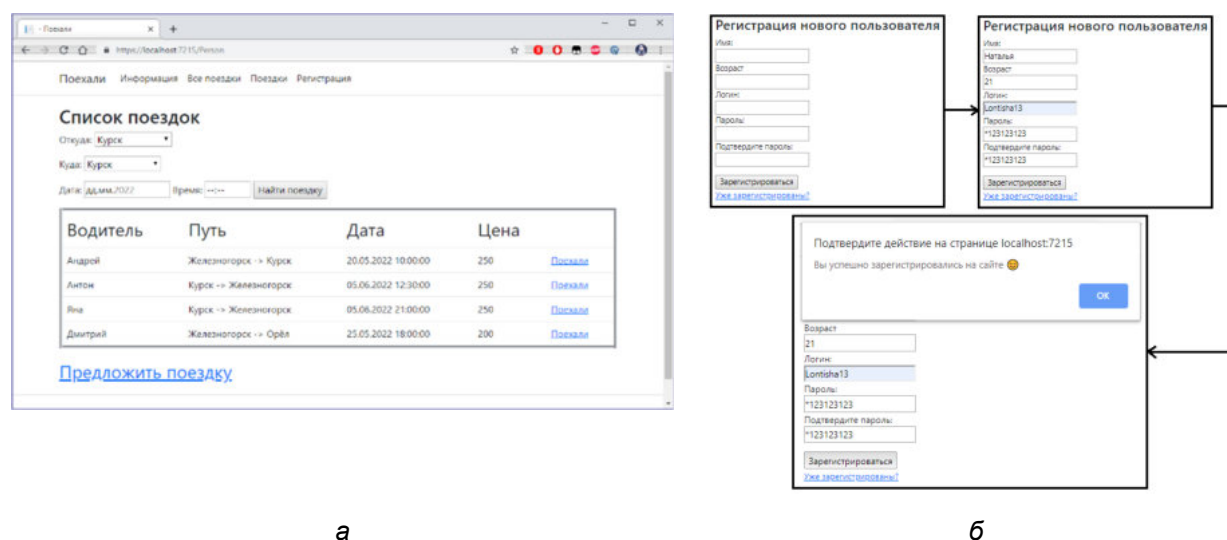 - Поехали
https://localhost:7215/Person
Поехали Информация Все поездки Поездки Регистрация
Список поездок
Откуда: Курск
Куда: Курск
Дата: дд.мм.2022 Время: --:-- Найти поездку
Водитель Путь Дата Цена
Андрей Железногорск -> Курск 20.05.2022 10:00:00 250 Поехали
Антон Курск -> Железногорск 05.06.2022 12:30:00 250 Поехали
Яна Курск -> Железногорск 05.06.2022 21:00:00 250 Поехали
Дмитрий Железногорск -> Орёл 25.05.2022 18:00:00 200 Поехали
Предложить поездку
а
Регистрация нового пользователя
Имя:
Возраст
Логин:
Пароль:
Подтвердите пароль:
Зарегистрироваться
Уже зарегистрированы?
Регистрация нового пользователя
Имя:
Наталья
Возраст
21
Логин:
Lontisha13
Пароль:
*123123123
Подтвердите пароль:
*123123123
Зарегистрироваться
Уже зарегистрированы?
Подтвердите действие на странице localhost:7215
Вы успешно зарегистрировались на сайте 😊
ОК
Возраст
21
Логин:
Lontisha13
Пароль:
*123123123
Подтвердите пароль:
*123123123
Зарегистрироваться
Уже зарегистрированы?
б